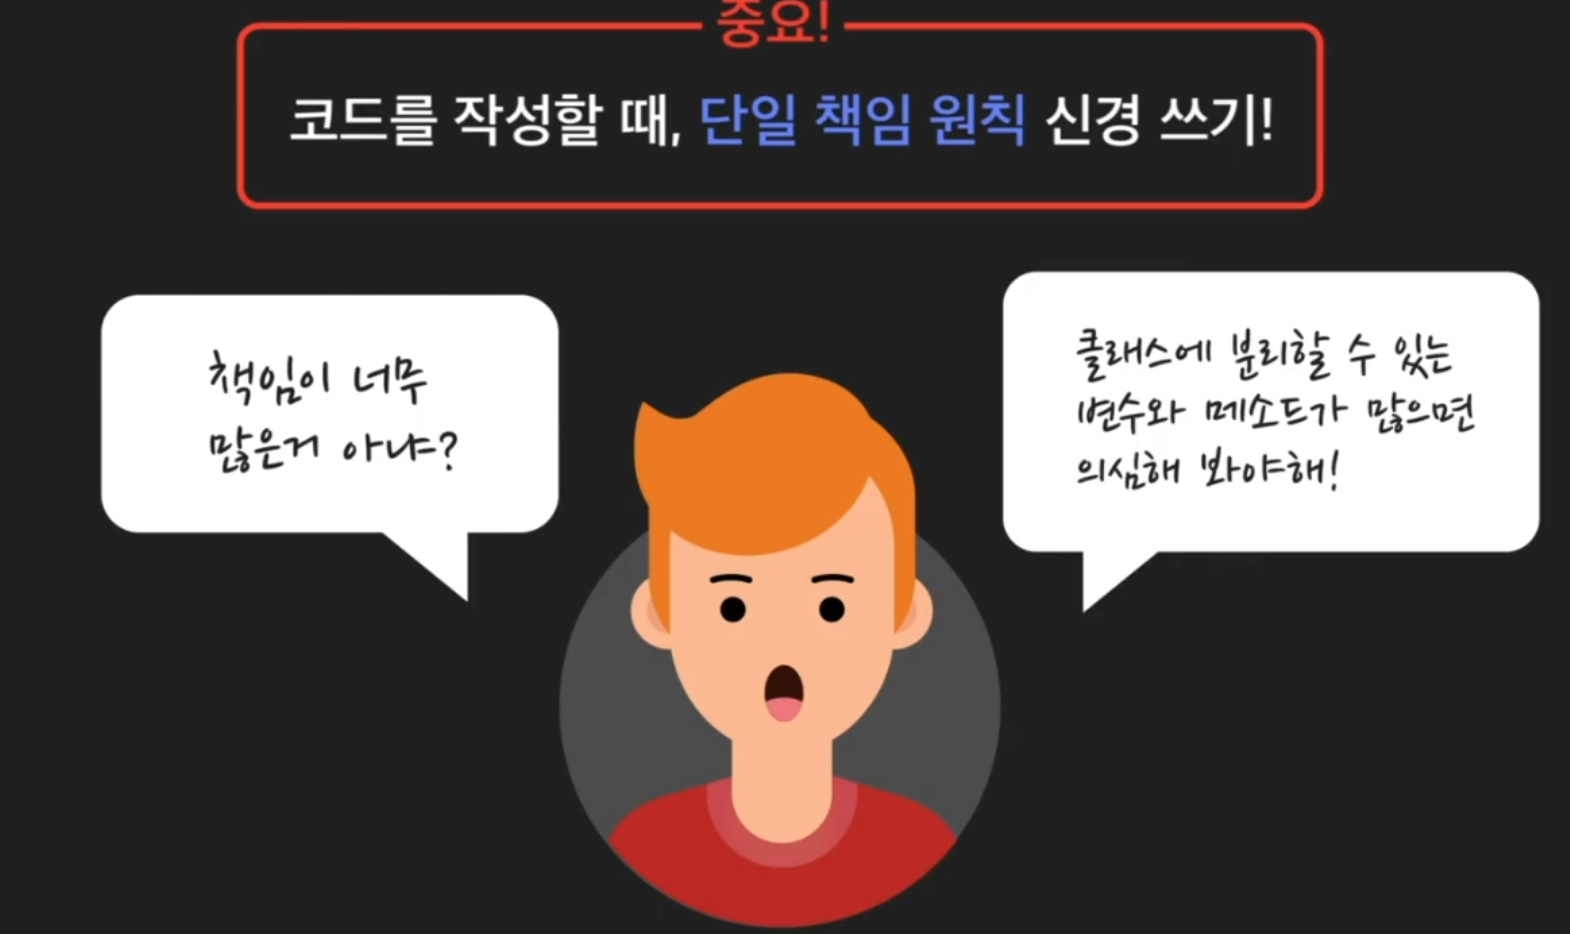 중요!
코드를 작성할 때, 단일 책임 원칙 신경 쓰기!
책임이 너무
많은거 아냐?
클래스에 분리할 수 있는
변수와 메소드가 많으면
의심해 봐야해!